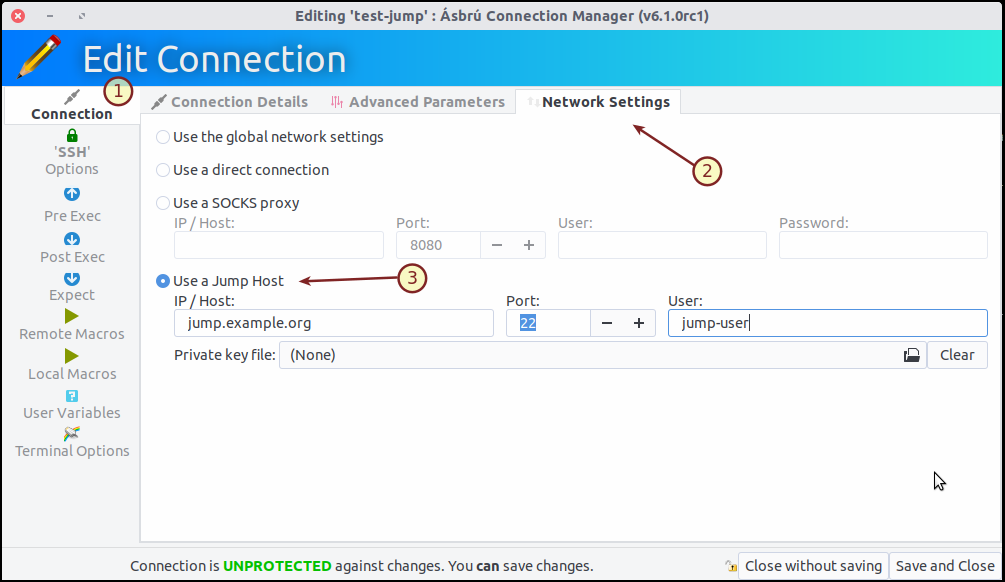 Editing 'test-jump' : Ásbrú Connection Manager (v6.1.0rc1)
Edit Connection
1
Connection
'SSH'
Options
Pre Exec
Post Exec
Expect
Remote Macros
Local Macros
User Variables
Terminal Options
Connection Details Advanced Parameters Network Settings
2
Use the global network settings
Use a direct connection
Use a SOCKS proxy
IP / Host: Port: User: Password:
8080 − +
Use a Jump Host
3
IP / Host: Port: User:
jump.example.org 22 − + jump-user
Private key file: (None) Clear
Connection is UNPROTECTED against changes. You can save changes. Close without saving Save and Close